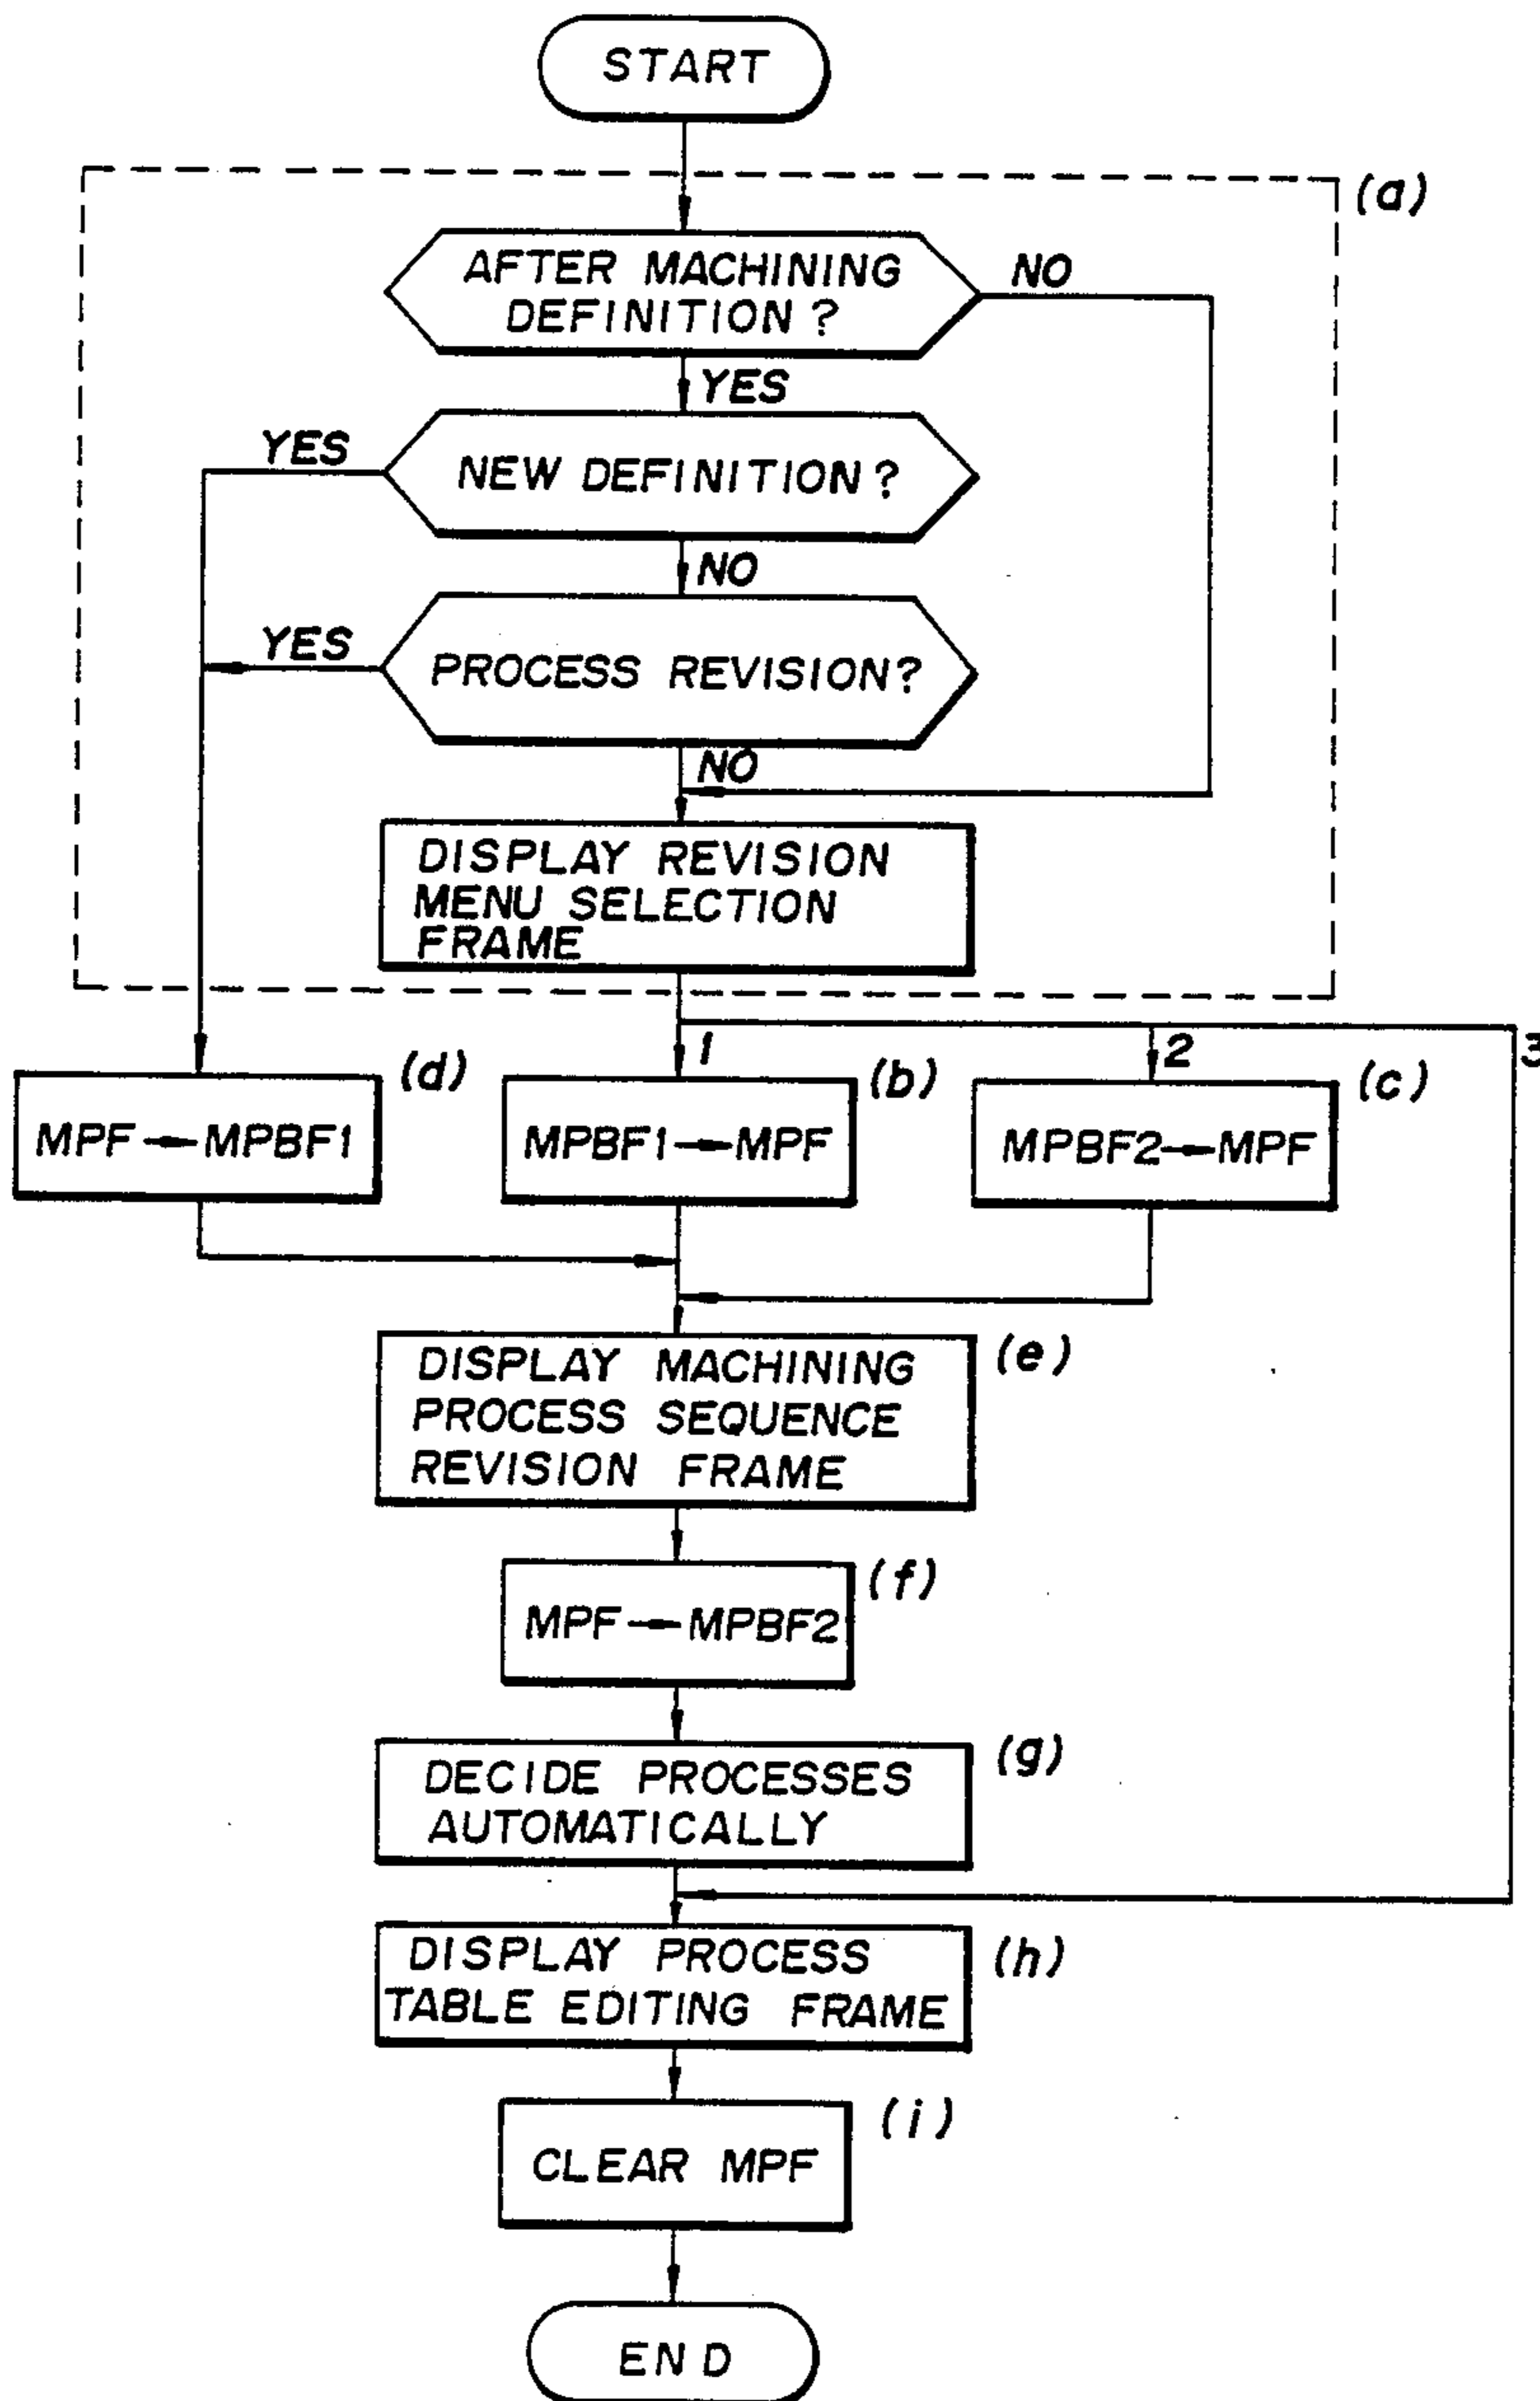 START
(a)
AFTER MACHINING
DEFINITION ?
NO
YES
YES
NEW DEFINITION ?
NO
YES
PROCESS REVISION?
NO
DISPLAY REVISION
MENU SELECTION
FRAME
1
2
3
(d)
(b)
(c)
MPF → MPBF1
MPBF1 → MPF
MPBF2 → MPF
(e)
DISPLAY MACHINING
PROCESS SEQUENCE
REVISION FRAME
(f)
MPF → MPBF2
(g)
DECIDE PROCESSES
AUTOMATICALLY
(h)
DISPLAY PROCESS
TABLE EDITING FRAME
(i)
CLEAR MPF
END